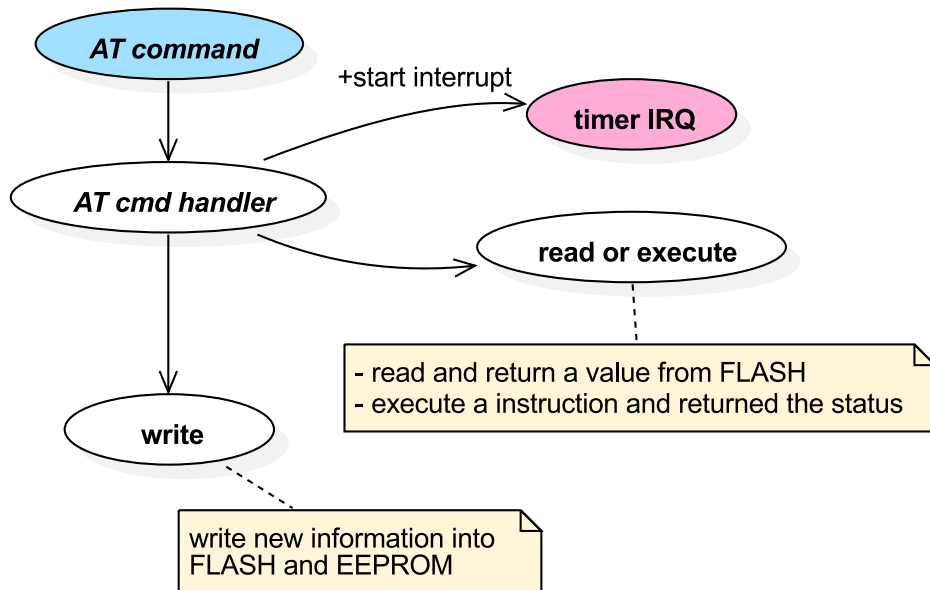 AT command
+start interrupt
timer IRQ
AT cmd handler
read or execute
- read and return a value from FLASH
- execute a instruction and returned the status
write
write new information into
FLASH and EEPROM